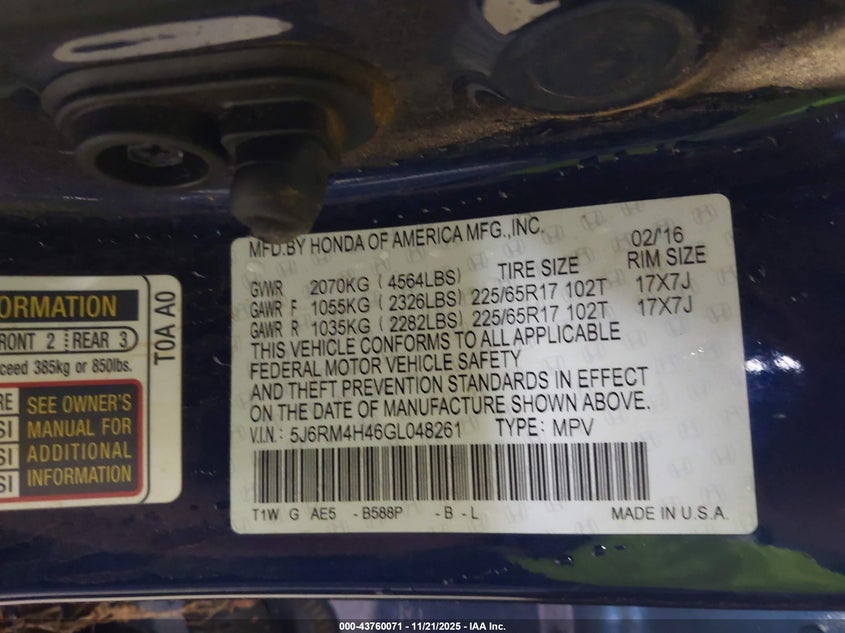 MFD.BY HONDA OF AMERICA MFG.,INC. 02/'16
TIRE SIZE RIM SIZE
GVWR 2070KG ( 4564LBS)
GAWR F 1055KG ( 2326LBS) 225/65R17 102T 17X7J
GAWR R 1035KG ( 2282LBS) 225/65R17 102T 17X7J
THIS VEHICLE CONFORMS TO ALL APPLICABLE
FEDERAL MOTOR VEHICLE SAFETY
AND THEFT PREVENTION STANDARDS IN EFFECT
ON THE DATE OF MANUFACTURE SHOWN ABOVE.
V.I.N.: 5J6RM4H46GL048261 TYPE: MPV
T1W G AE5 - B588P - B - L MADE IN U.S.A.
ORMATION
RONT 2 REAR 3
ceed 385kg or 850lbs.
RE
SI
SI
SI
SEE OWNER'S
MANUAL FOR
ADDITIONAL
INFORMATION
T0A A0
000-43760071 - 11/21/2025 - IAA Inc.